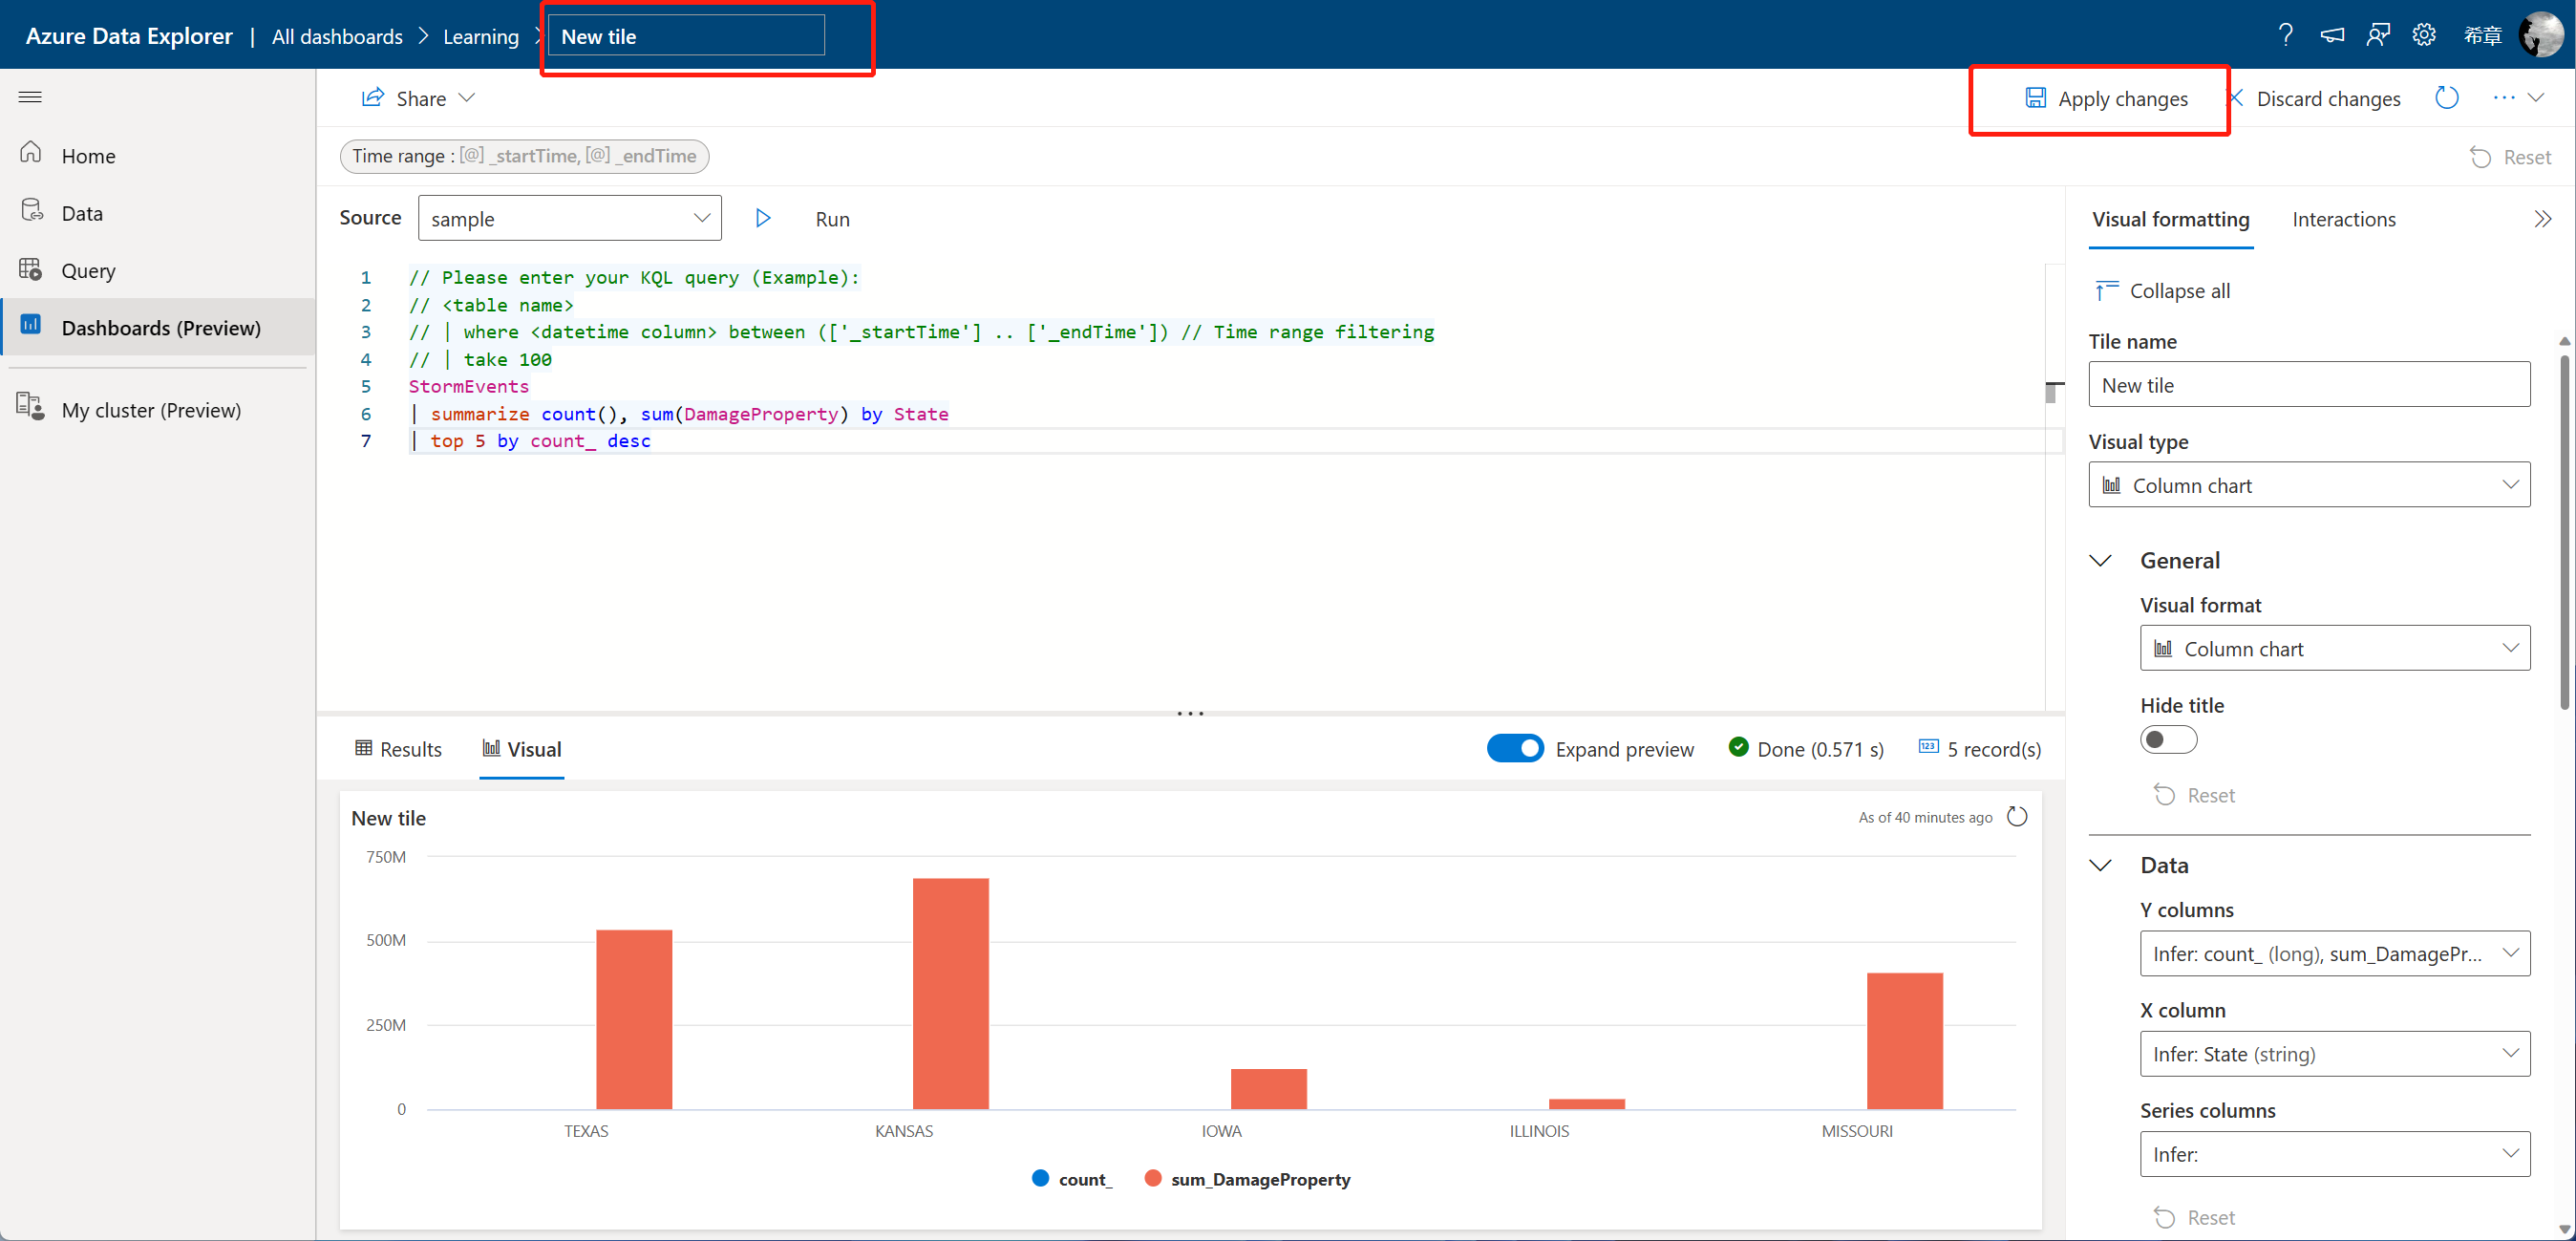 Azure Data Explorer | All dashboards > Learning > New tile
希章
Share
Apply changes
Discard changes
Time range : [@] _startTime, [@] _endTime
Reset
Home
Data
Query
Dashboards (Preview)
My cluster (Preview)
Source
sample
Run
1 // Please enter your KQL query (Example):
2 // <table name>
3 // | where <datetime column> between (['_startTime'] .. ['_endTime']) // Time range filtering
4 // | take 100
5 StormEvents
6 | summarize count(), sum(DamageProperty) by State
7 | top 5 by count_ desc
Results
Visual
Expand preview
Done (0.571 s)
123
5 record(s)
New tile
As of 40 minutes ago
750M
500M
250M
0
TEXAS
KANSAS
IOWA
ILLINOIS
MISSOURI
count_
sum_DamageProperty
Visual formatting
Interactions
Collapse all
Tile name
New tile
Visual type
Column chart
General
Visual format
Column chart
Hide title
Reset
Data
Y columns
Infer: count_ (long), sum_DamagePr...
X column
Infer: State (string)
Series columns
Infer:
Reset